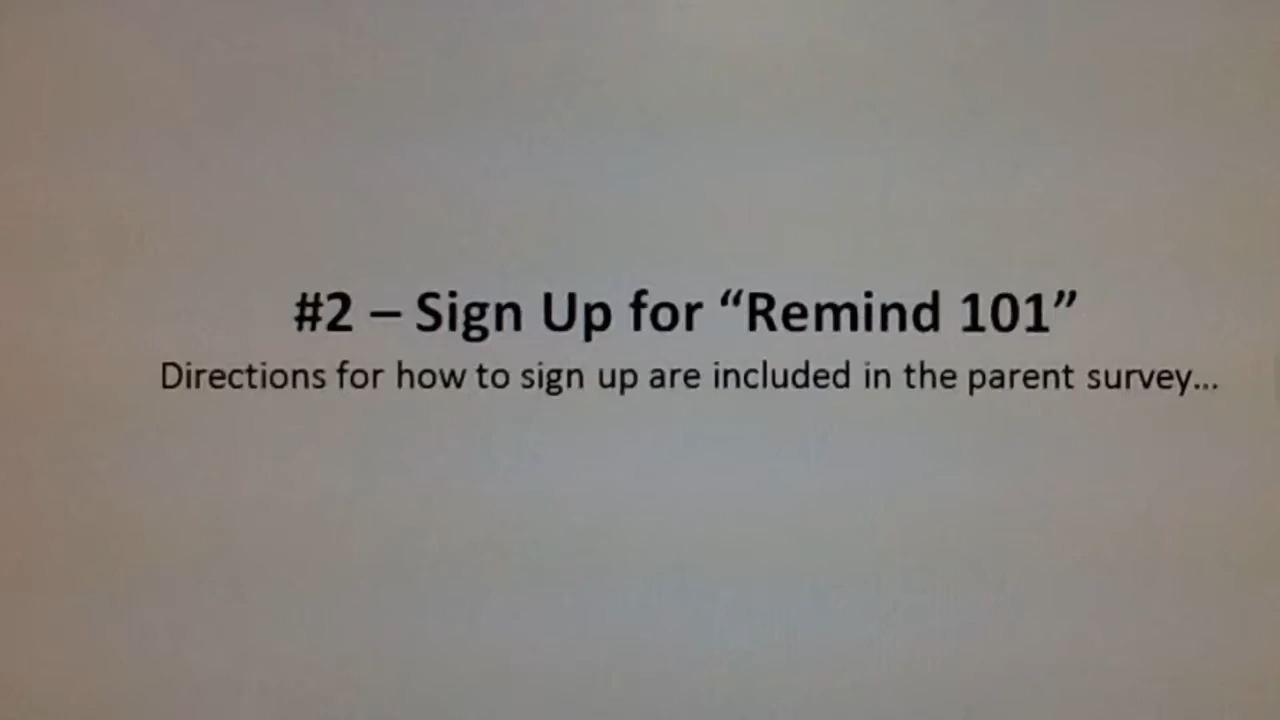 #2 – Sign Up for “Remind 101”
Directions for how to sign up are included in the parent survey...